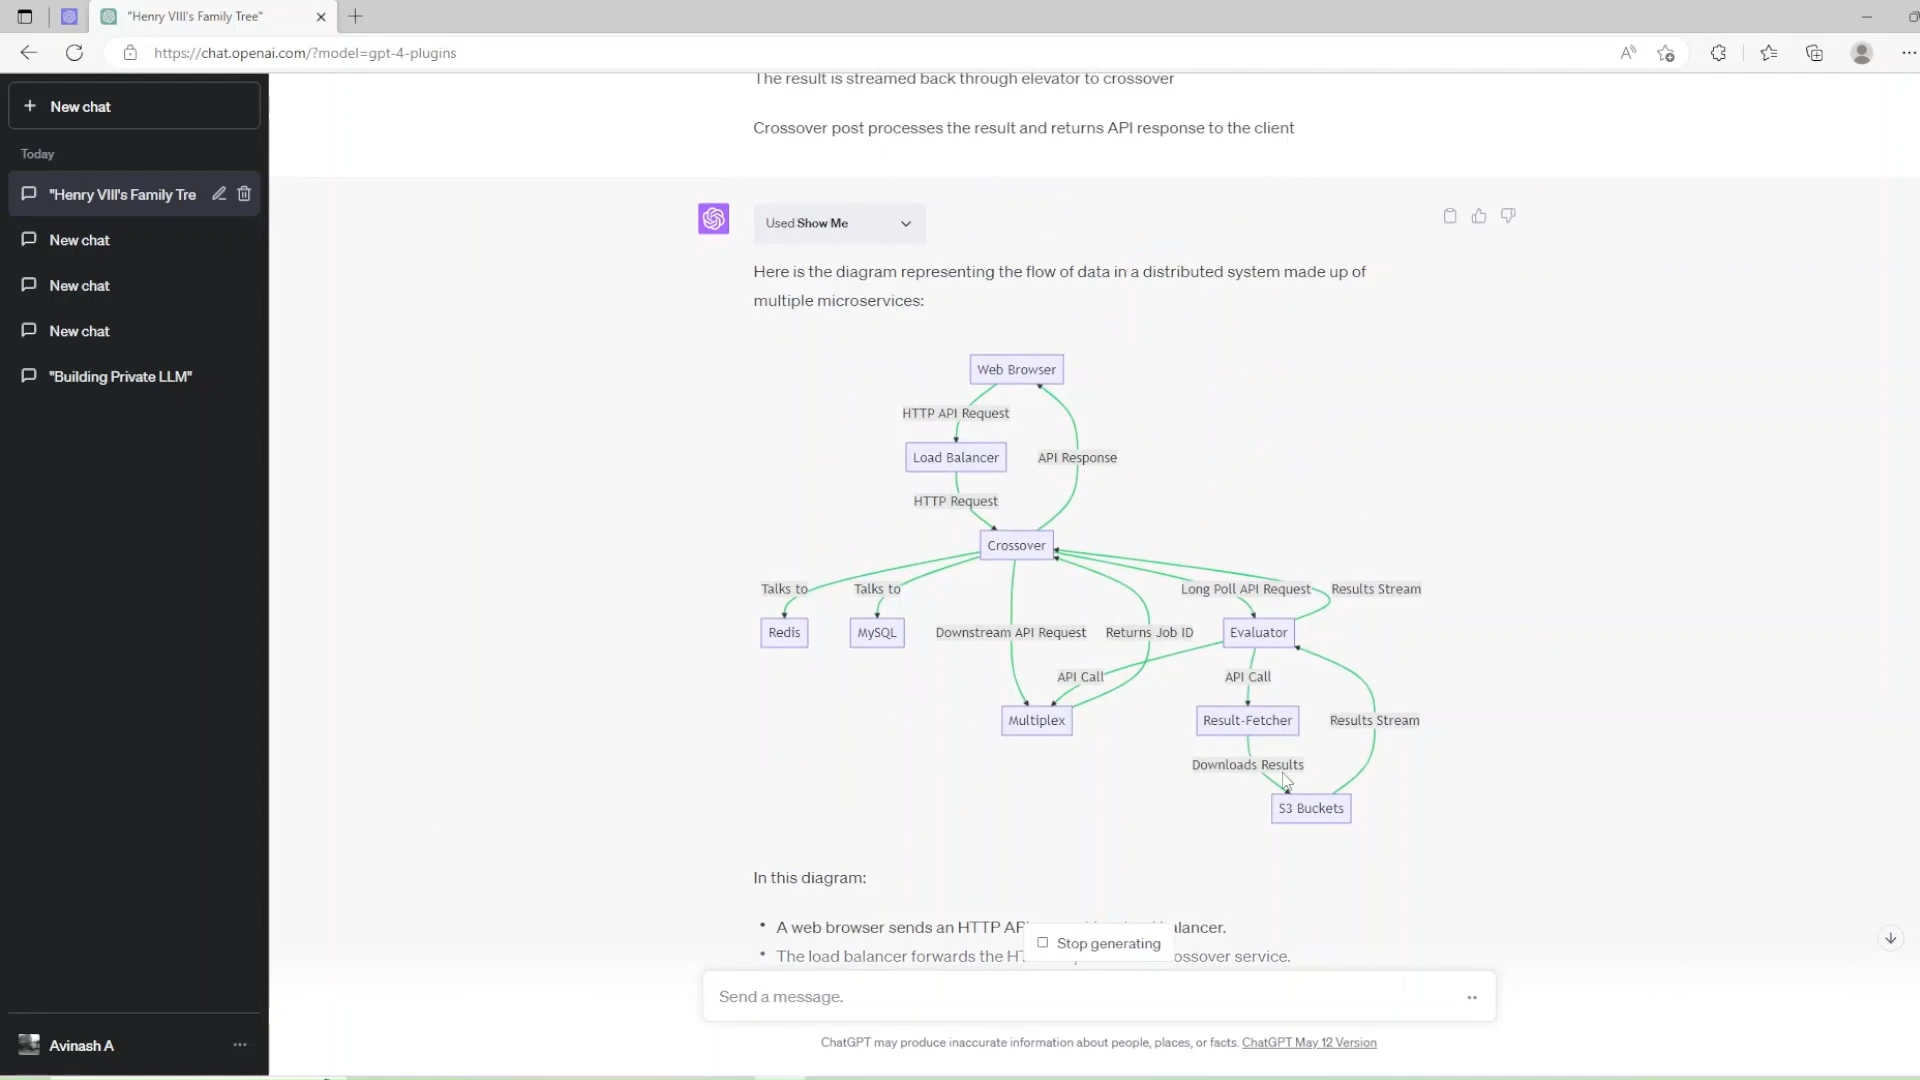 "Henry VIII's Family Tree"
https://chat.openai.com/?model=gpt-4-plugins
New chat
Today
"Henry VIII's Family Tre
New chat
New chat
New chat
"Building Private LLM"
Avinash A
The result is streamed back through elevator to crossover
Crossover post processes the result and returns API response to the client
Used Show Me
Here is the diagram representing the flow of data in a distributed system made up of
multiple microservices:
Web Browser
HTTP API Request
Load Balancer
API Response
HTTP Request
Crossover
Talks to
Talks to
Long Poll API Request
Results Stream
Redis
MySQL
Downstream API Request
Returns Job ID
Evaluator
API Call
API Call
Multiplex
Result-Fetcher
Results Stream
Downloads Results
S3 Buckets
In this diagram:
• A web browser sends an HTTP AP alancer.
• The load balancer forwards the HT ossover service.
Stop generating
Send a message.
ChatGPT may produce inaccurate information about people, places, or facts. ChatGPT May 12 Version